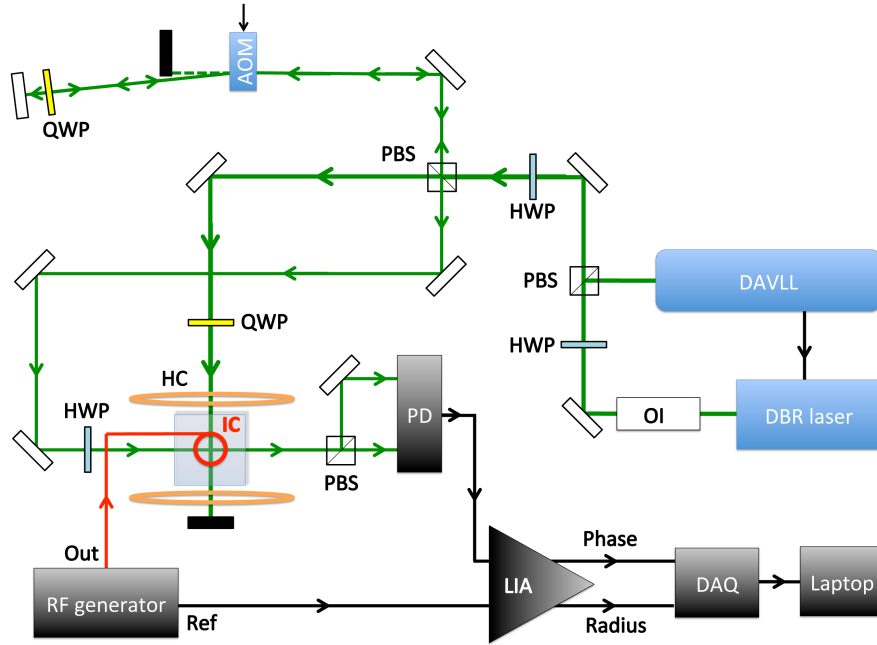 AOM
QWP
PBS
HWP
PBS
DAVLL
QWP
HWP
HC
HWP
IC
PD
OI
DBR laser
PBS
Out
Phase
RF generator
LIA
DAQ
Laptop
Ref
Radius